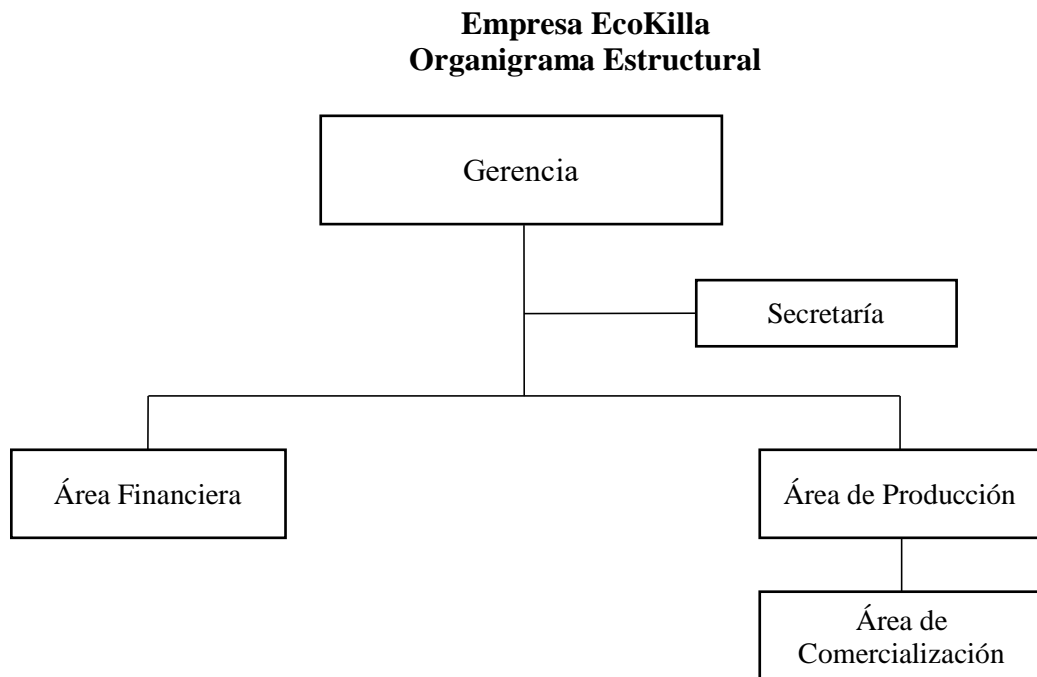 Empresa EcoKilla
Organigrama Estructural
Gerencia
Secretaría
Área Financiera
Área de Producción
Área de
Comercialización